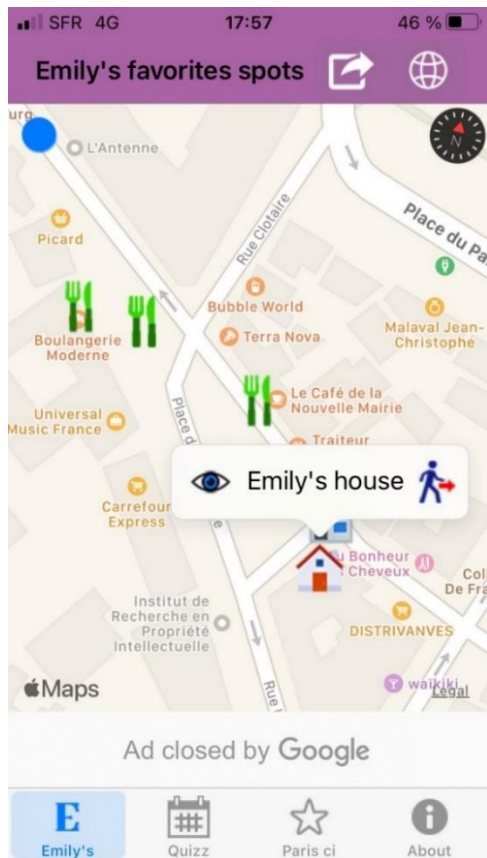 SFR 4G
17:57
46 %
Emily's favorites spots
L'Antenne
Place du Pa
Picard
Rue Clotaire
Bubble World
Boulangerie
Moderne
Terra Nova
Malaval Jean-
Christophe
Le Café de la
Nouvelle Mairie
Universal
Music France
Place d
Traiteur
Emily's house
Carrefour
Express
Bonheur
Cheveux
Col
De Fra
Institut de
Recherche en
Propriété
Intellectuelle
DISTRIVANVES
Maps
Rue
waïkiki
Legal
N
Ad closed by Google
E
Emily's
Quizz
Paris ci
About